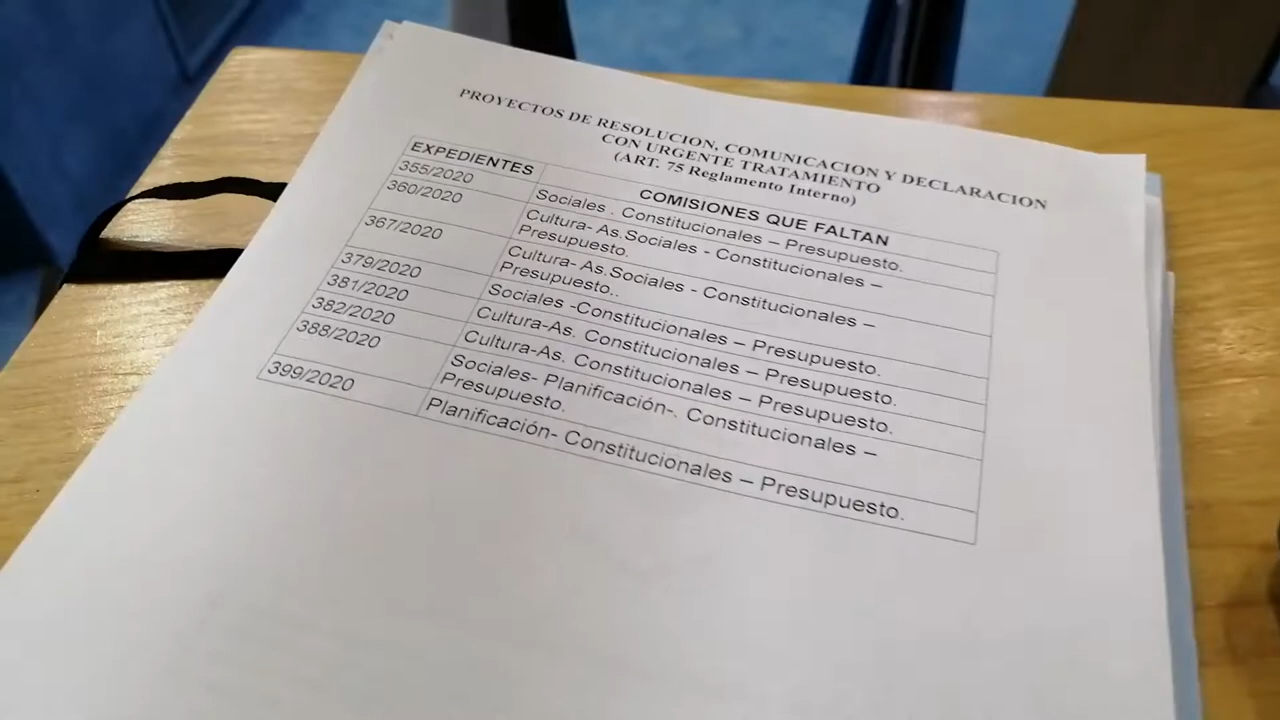 PROYECTOS DE RESOLUCION, COMUNICACION Y DECLARACION
CON URGENTE TRATAMIENTO
(ART. 75 Reglamento Interno)
EXPEDIENTES COMISIONES QUE FALTAN
355/2020 Sociales . Constitucionales – Presupuesto.
360/2020 Cultura- As.Sociales - Constitucionales –
Presupuesto.
367/2020 Cultura- As.Sociales - Constitucionales –
Presupuesto..
379/2020 Sociales -Constitucionales – Presupuesto.
381/2020 Cultura-As. Constitucionales – Presupuesto.
382/2020 Cultura-As. Constitucionales – Presupuesto.
388/2020 Sociales- Planificación-. Constitucionales –
Presupuesto.
399/2020 Planificación- Constitucionales – Presupuesto.